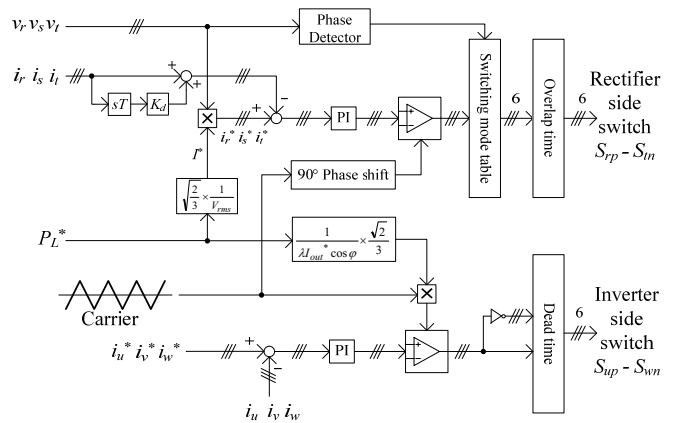 v_r v_s v_t
Phase
Detector
i_r i_s i_t
+
+
sT
K_d
×
+
−
i_r* i_s* i_t*
PI
+
−
Switching mode table
6
Overlap time
6
Rectifier
side
switch
S_rp - S_tn
I*
90° Phase shift
√(2/3) × 1/V_rms
P_L*
1/(λI_out* cosφ) × √2/3
Carrier
×
i_u* i_v* i_w*
+
−
PI
+
−
Dead time
6
Inverter
side
switch
S_up - S_wn
i_u i_v i_w